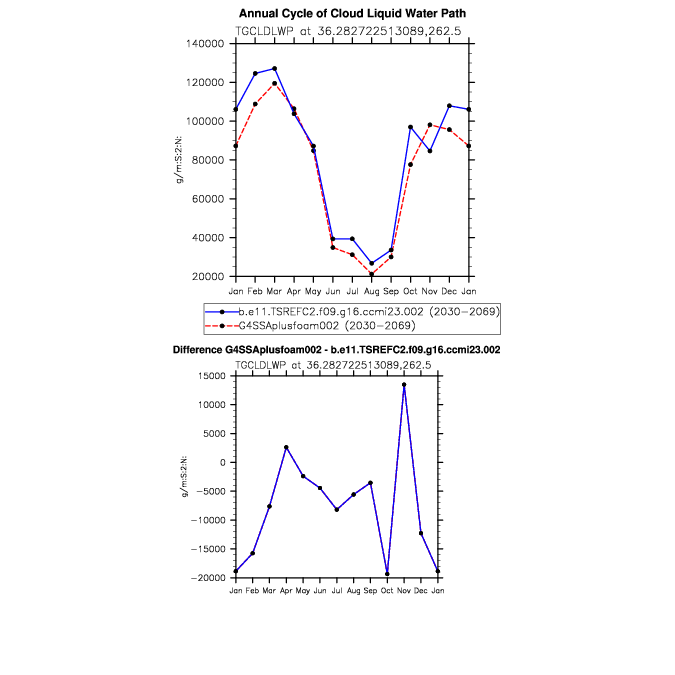 Annual Cycle of Cloud Liquid Water Path
TGCLDLWP at 36.282722513089,262.5
140000
120000
100000
80000
60000
40000
20000
g/m:S:2:N:
Jan Feb Mar Apr May Jun Jul Aug Sep Oct Nov Dec Jan
b.e11.TSREFC2.f09.g16.ccmi23.002 (2030-2069)
G4SSAplusfoam002 (2030-2069)
Difference G4SSAplusfoam002 - b.e11.TSREFC2.f09.g16.ccmi23.002
TGCLDLWP at 36.282722513089,262.5
15000
10000
5000
0
-5000
-10000
-15000
-20000
g/m:S:2:N:
Jan Feb Mar Apr May Jun Jul Aug Sep Oct Nov Dec Jan